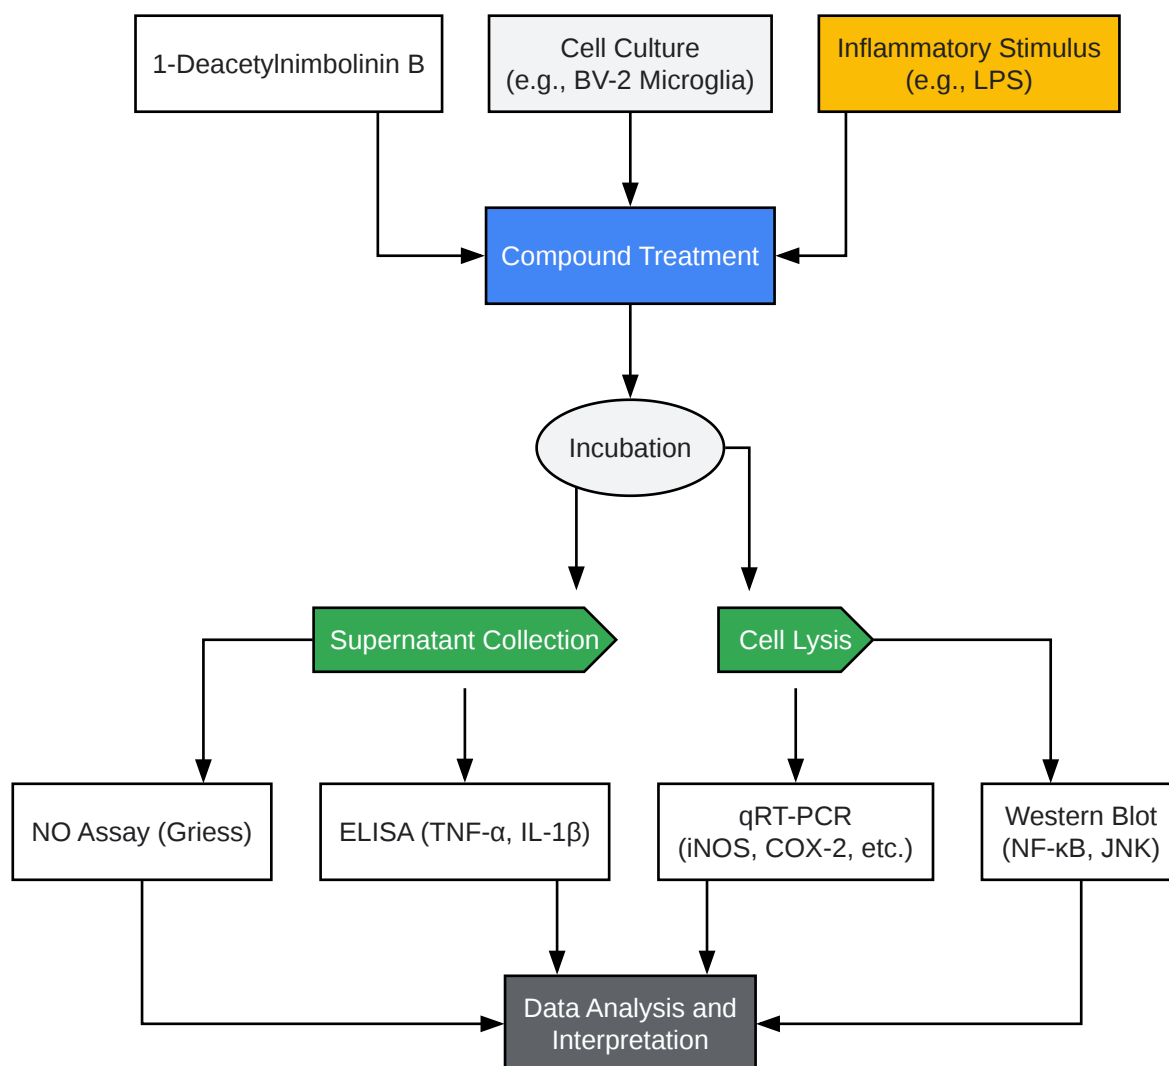 1-Deacetylnimbolinin B
Cell Culture
(e.g., BV-2 Microglia)
Inflammatory Stimulus
(e.g., LPS)
Compound Treatment
Incubation
Supernatant Collection
Cell Lysis
NO Assay (Griess)
ELISA (TNF-α, IL-1β)
qRT-PCR
(iNOS, COX-2, etc.)
Western Blot
(NF-κB, JNK)
Data Analysis and
Interpretation